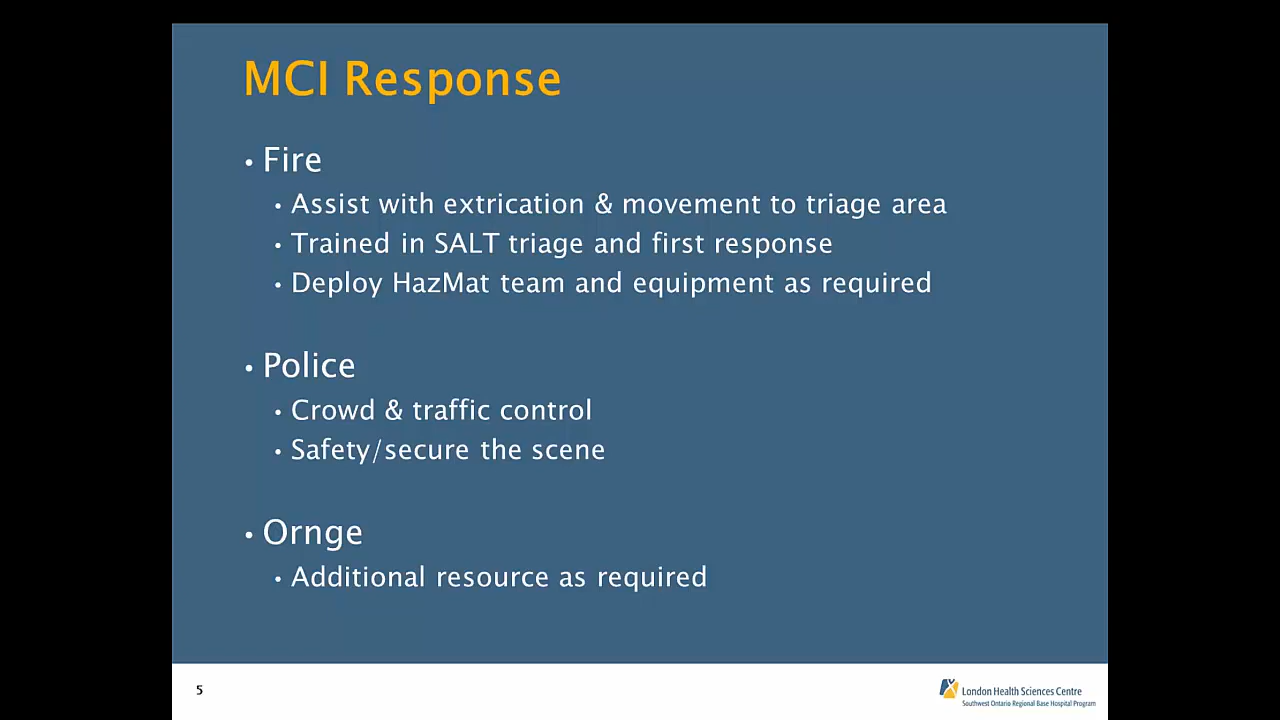 MCI Response
• Fire
• Assist with extrication & movement to triage area
• Trained in SALT triage and first response
• Deploy HazMat team and equipment as required
• Police
• Crowd & traffic control
• Safety/secure the scene
• Ornge
• Additional resource as required
5
London Health Sciences Centre
Southwest Ontario Regional Base Hospital Program